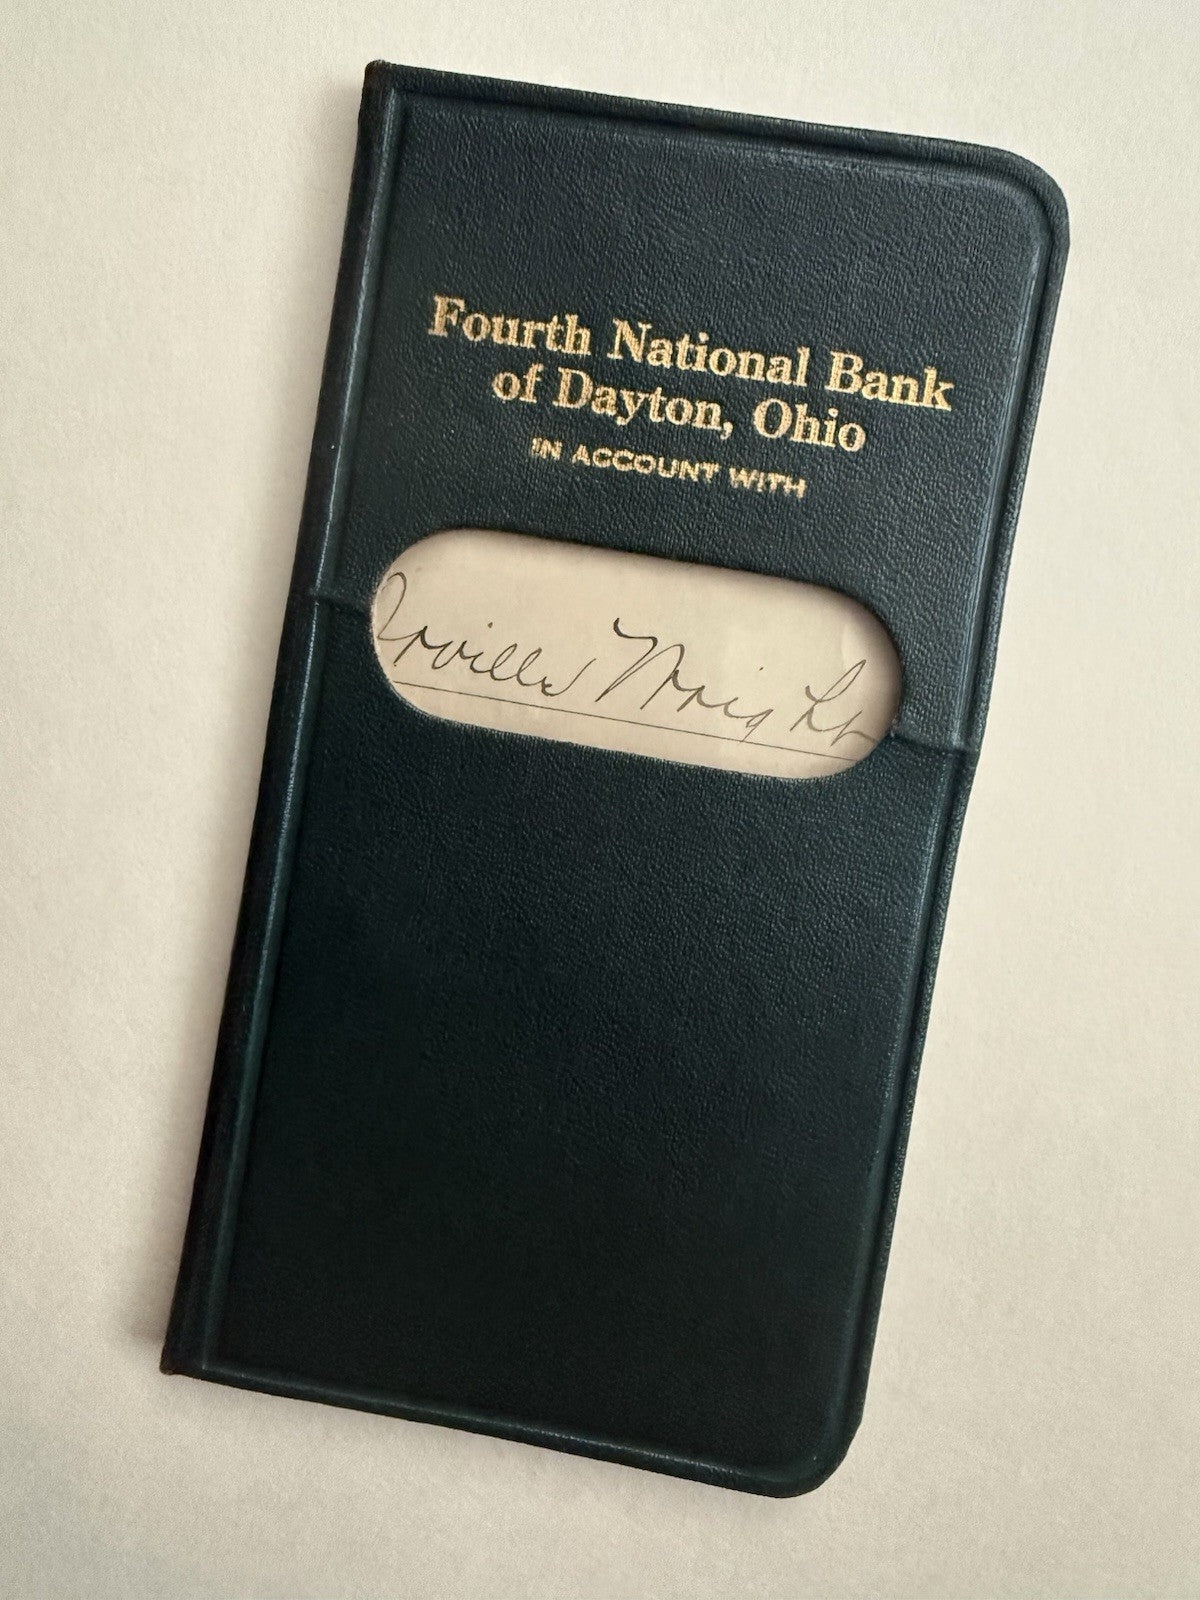 Fourth National Bank
of Dayton, Ohio
IN ACCOUNT WITH
Orville Wright